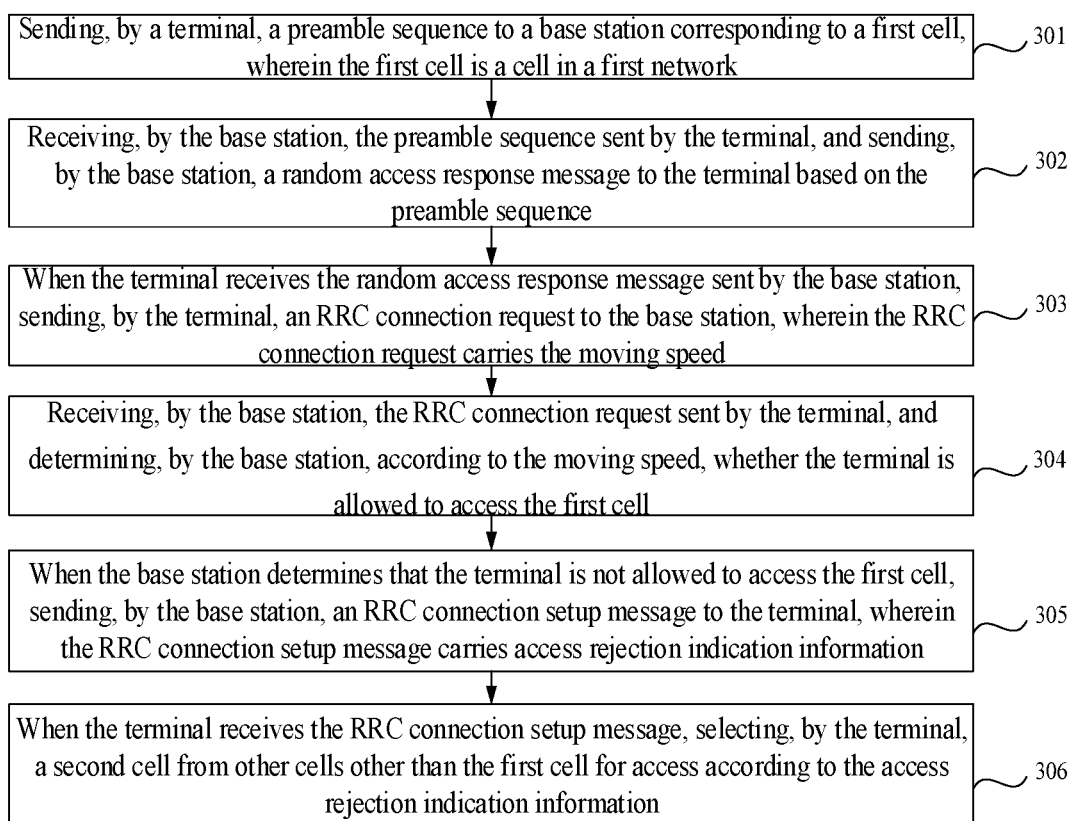 Sending, by a terminal, a preamble sequence to a base station corresponding to a first cell,
wherein the first cell is a cell in a first network
301
Receiving, by the base station, the preamble sequence sent by the terminal, and sending,
by the base station, a random access response message to the terminal based on the
preamble sequence
302
When the terminal receives the random access response message sent by the base station,
sending, by the terminal, an RRC connection request to the base station, wherein the RRC
connection request carries the moving speed
303
Receiving, by the base station, the RRC connection request sent by the terminal, and
determining, by the base station, according to the moving speed, whether the terminal is
allowed to access the first cell
304
When the base station determines that the terminal is not allowed to access the first cell,
sending, by the base station, an RRC connection setup message to the terminal, wherein
the RRC connection setup message carries access rejection indication information
305
When the terminal receives the RRC connection setup message, selecting, by the terminal,
a second cell from other cells other than the first cell for access according to the access
rejection indication information
306